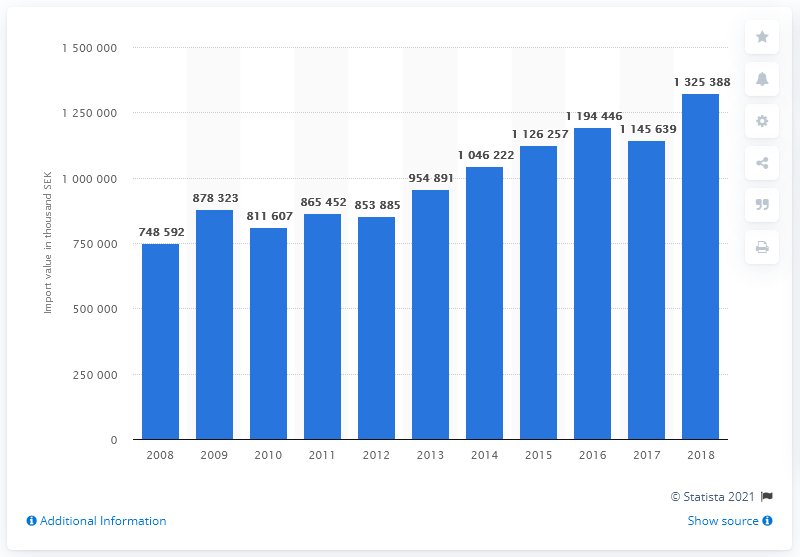 1 500 000
1 250 000
1 000 000
750 000
500 000
250 000
0
Import value in thousand SEK
748 592
878 323
811 607
865 452
853 885
954 891
1 046 222
1 126 257
1 194 446
1 145 639
1 325 388
2008 2009 2010 2011 2012 2013 2014 2015 2016 2017 2018
© Statista 2021
Additional Information
Show source